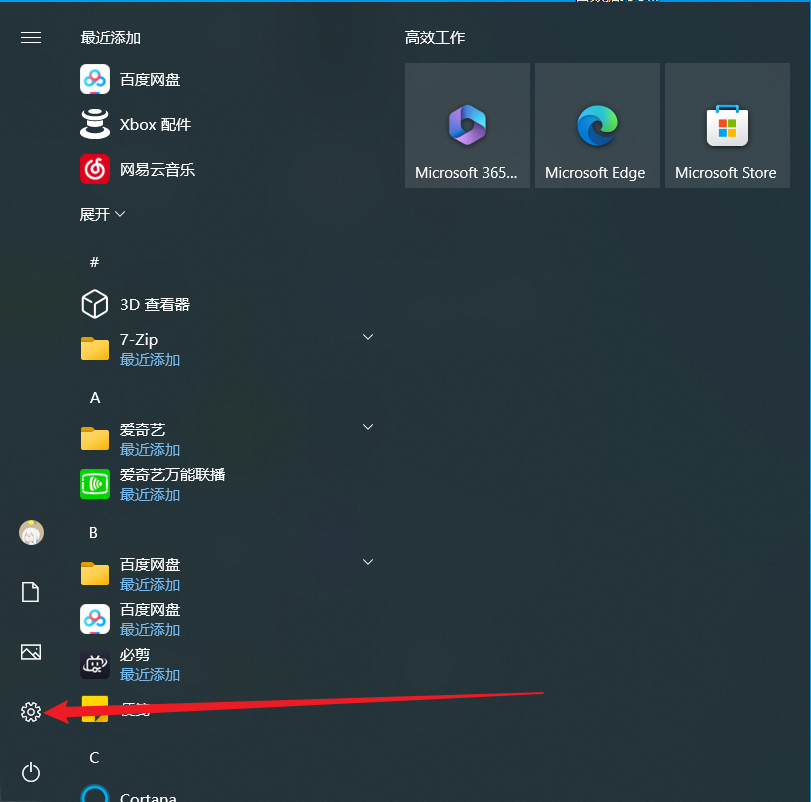 最近添加
高效工作
百度网盘
Xbox 配件
网易云音乐
Microsoft 365...
Microsoft Edge
Microsoft Store
展开
#
3D 查看器
7-Zip
最近添加
A
爱奇艺
最近添加
爱奇艺万能联播
最近添加
B
百度网盘
最近添加
百度网盘
最近添加
必剪
最近添加
便笺
C
Cortana